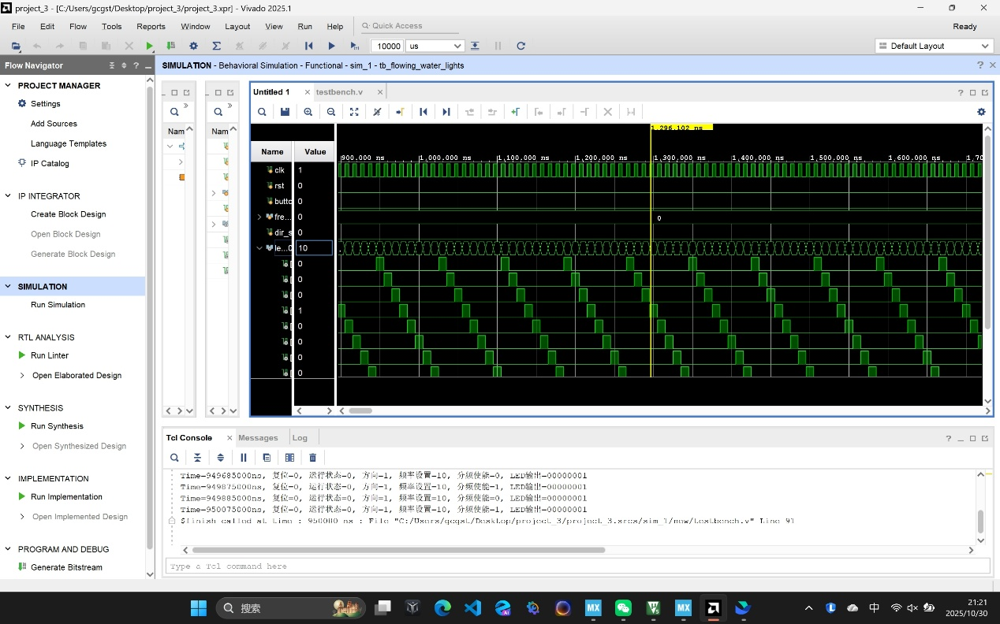 project_3 - [C:/Users/gcgst/Desktop/project_3/project_3.xpr] - Vivado 2025.1
File Edit Flow Tools Reports Window Layout View Run Help Quick Access Ready
10000 us Default Layout
Flow Navigator
SIMULATION - Behavioral Simulation - Functional - sim_1 - tb_flowing_water_lights
PROJECT MANAGER
Settings
Add Sources
Language Templates
IP Catalog
IP INTEGRATOR
Create Block Design
Open Block Design
Generate Block Design
SIMULATION
Run Simulation
RTL ANALYSIS
Run Linter
Open Elaborated Design
SYNTHESIS
Run Synthesis
Open Synthesized Design
IMPLEMENTATION
Run Implementation
Open Implemented Design
PROGRAM AND DEBUG
Generate Bitstream
Nam
Nam
Untitled 1 testbench.v
1,296.102 ns
Name Value
900.000 ns 1,000.000 ns 1,100.000 ns 1,200.000 ns 1,300.000 ns 1,400.000 ns 1,500.000 ns 1,600.000 ns 1,70
clk 1
rst 0
butto 0
fre... 0 0
dir_s 0
le...0 10
[ 0
[ 0
[ 0
[ 1
[ 0
[ 0
[ 0
[ 0
Tcl Console Messages Log
Time=949685000ns, 复位=0, 运行状态=0, 方向=1, 频率设置=10, 分频使能=0, LED输出=00000001
Time=949875000ns, 复位=0, 运行状态=0, 方向=1, 频率设置=10, 分频使能=1, LED输出=00000001
Time=949885000ns, 复位=0, 运行状态=0, 方向=1, 频率设置=10, 分频使能=0, LED输出=00000001
Time=950075000ns, 复位=0, 运行状态=0, 方向=1, 频率设置=10, 分频使能=1, LED输出=00000001
$finish called at time : 950080 ns : File "C:/Users/gcgst/Desktop/project_3/project_3.srcs/sim_1/new/testbench.v" Line 91
Type a Tcl command here
搜索
中
21:21
2025/10/30